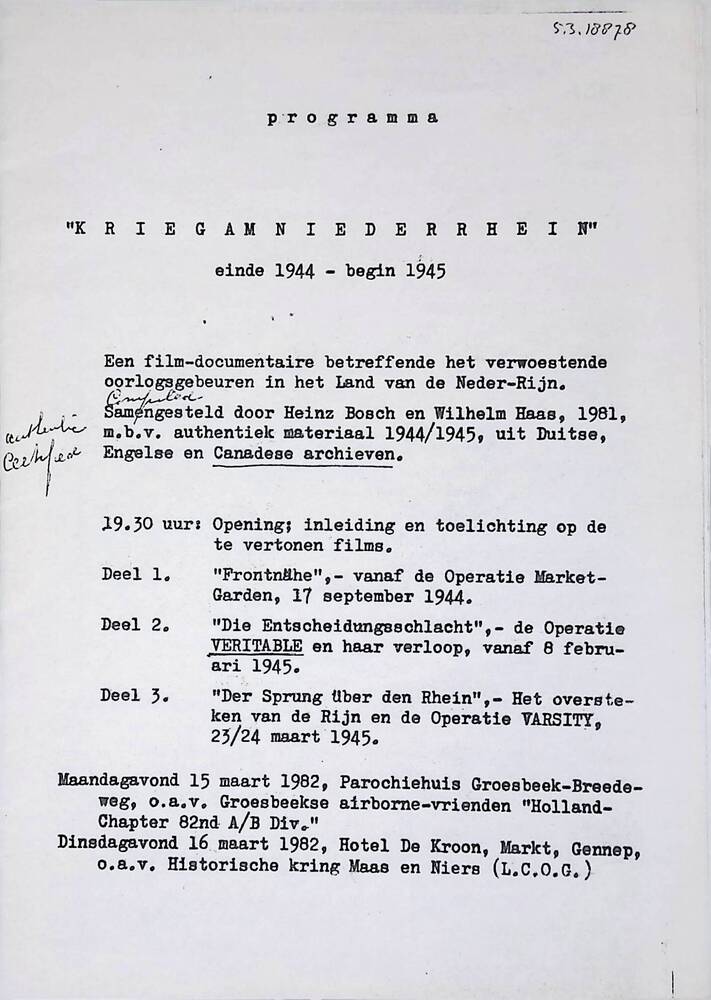 5.3.18878
p r o g r a m m a
"K R I E G A M N I E D E R R H E I N"
einde 1944 - begin 1945
Een film-documentaire betreffende het verwoestende
oorlogsgebeuren in het Land van de Neder-Rijn.
Compiled
Samengesteld door Heinz Bosch en Wilhelm Haas, 1981,
authentic
m.b.v. authentiek materiaal 1944/1945, uit Duitse,
Engelse en Canadese archieven.
19.30 uur: Opening; inleiding en toelichting op de
te vertonen films.
Deel 1. "Frontnähe",- vanaf de Operatie Market-
Garden, 17 september 1944.
Deel 2. "Die Entscheidungsschlacht",- de Operatie
VERITABLE en haar verloop, vanaf 8 febru-
ari 1945.
Deel 3. "Der Sprung über den Rhein",- Het overste-
ken van de Rijn en de Operatie VARSITY,
23/24 maart 1945.
Maandagavond 15 maart 1982, Parochiehuis Groesbeek-Breede-
weg, o.a.v. Groesbeekse airborne-vrienden "Holland-
Chapter 82nd A/B Div."
Dinsdagavond 16 maart 1982, Hotel De Kroon, Markt, Gennep,
o.a.v. Historische kring Maas en Niers (L.C.O.G.)